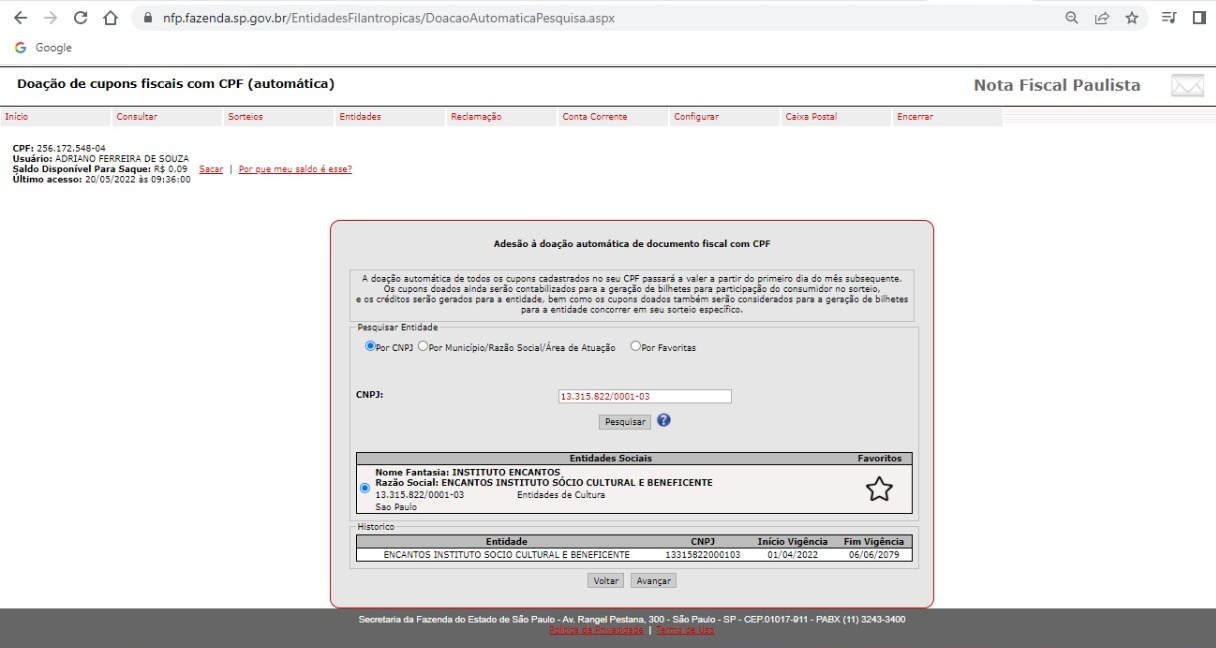 nfp.fazenda.sp.gov.br/EntidadesFilantropicas/DoacaoAutomaticaPesquisa.aspx
G Google
Doação de cupons fiscais com CPF (automática)
Nota Fiscal Paulista
Início Consultar Sorteios Entidades Reclamação Conta Corrente Configurar Caixa Postal Encerrar
CPF: 256.172.548-04
Usuário: ADRIANO FERREIRA DE SOUZA
Saldo Disponível Para Saque: R$ 0,09 Sacar | Por que meu saldo é esse?
Último acesso: 20/05/2022 às 09:36:00
Adesão à doação automática de documento fiscal com CPF
A doação automática de todos os cupons cadastrados no seu CPF passará a valer a partir do primeiro dia do mês subsequente.
Os cupons doados ainda serão contabilizados para a geração de bilhetes para participação do consumidor no sorteio,
e os créditos serão gerados para a entidade, bem como os cupons doados também serão considerados para a geração de bilhetes
para a entidade concorrer em seu sorteio específico.
Pesquisar Entidade
Por CNPJ Por Município/Razão Social/Área de Atuação Por Favoritas
CNPJ: 13.315.822/0001-03
Pesquisar ?
Entidades Sociais Favoritos
Nome Fantasia: INSTITUTO ENCANTOS
Razão Social: ENCANTOS INSTITUTO SÓCIO CULTURAL E BENEFICENTE
13.315.822/0001-03 Entidades de Cultura
Sao Paulo
Historico
Entidade CNPJ Início Vigência Fim Vigência
ENCANTOS INSTITUTO SOCIO CULTURAL E BENEFICENTE 13315822000103 01/04/2022 06/06/2079
Voltar Avançar
Secretaria da Fazenda do Estado de São Paulo - Av. Rangel Pestana, 300 - São Paulo - SP - CEP.01017-911 - PABX (11) 3243-3400
Política de Privacidade | Termo de Uso